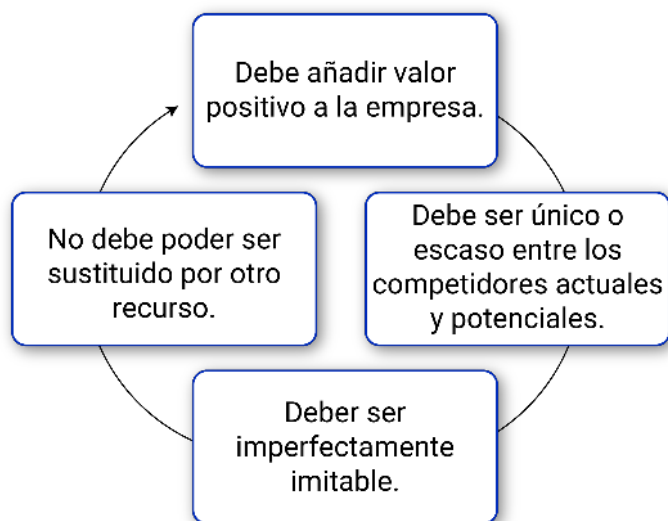 Debe añadir valor
positivo a la empresa.
Debe ser único o
escaso entre los
competidores actuales
y potenciales.
Deber ser
imperfectamente
imitable.
No debe poder ser
sustituido por otro
recurso.